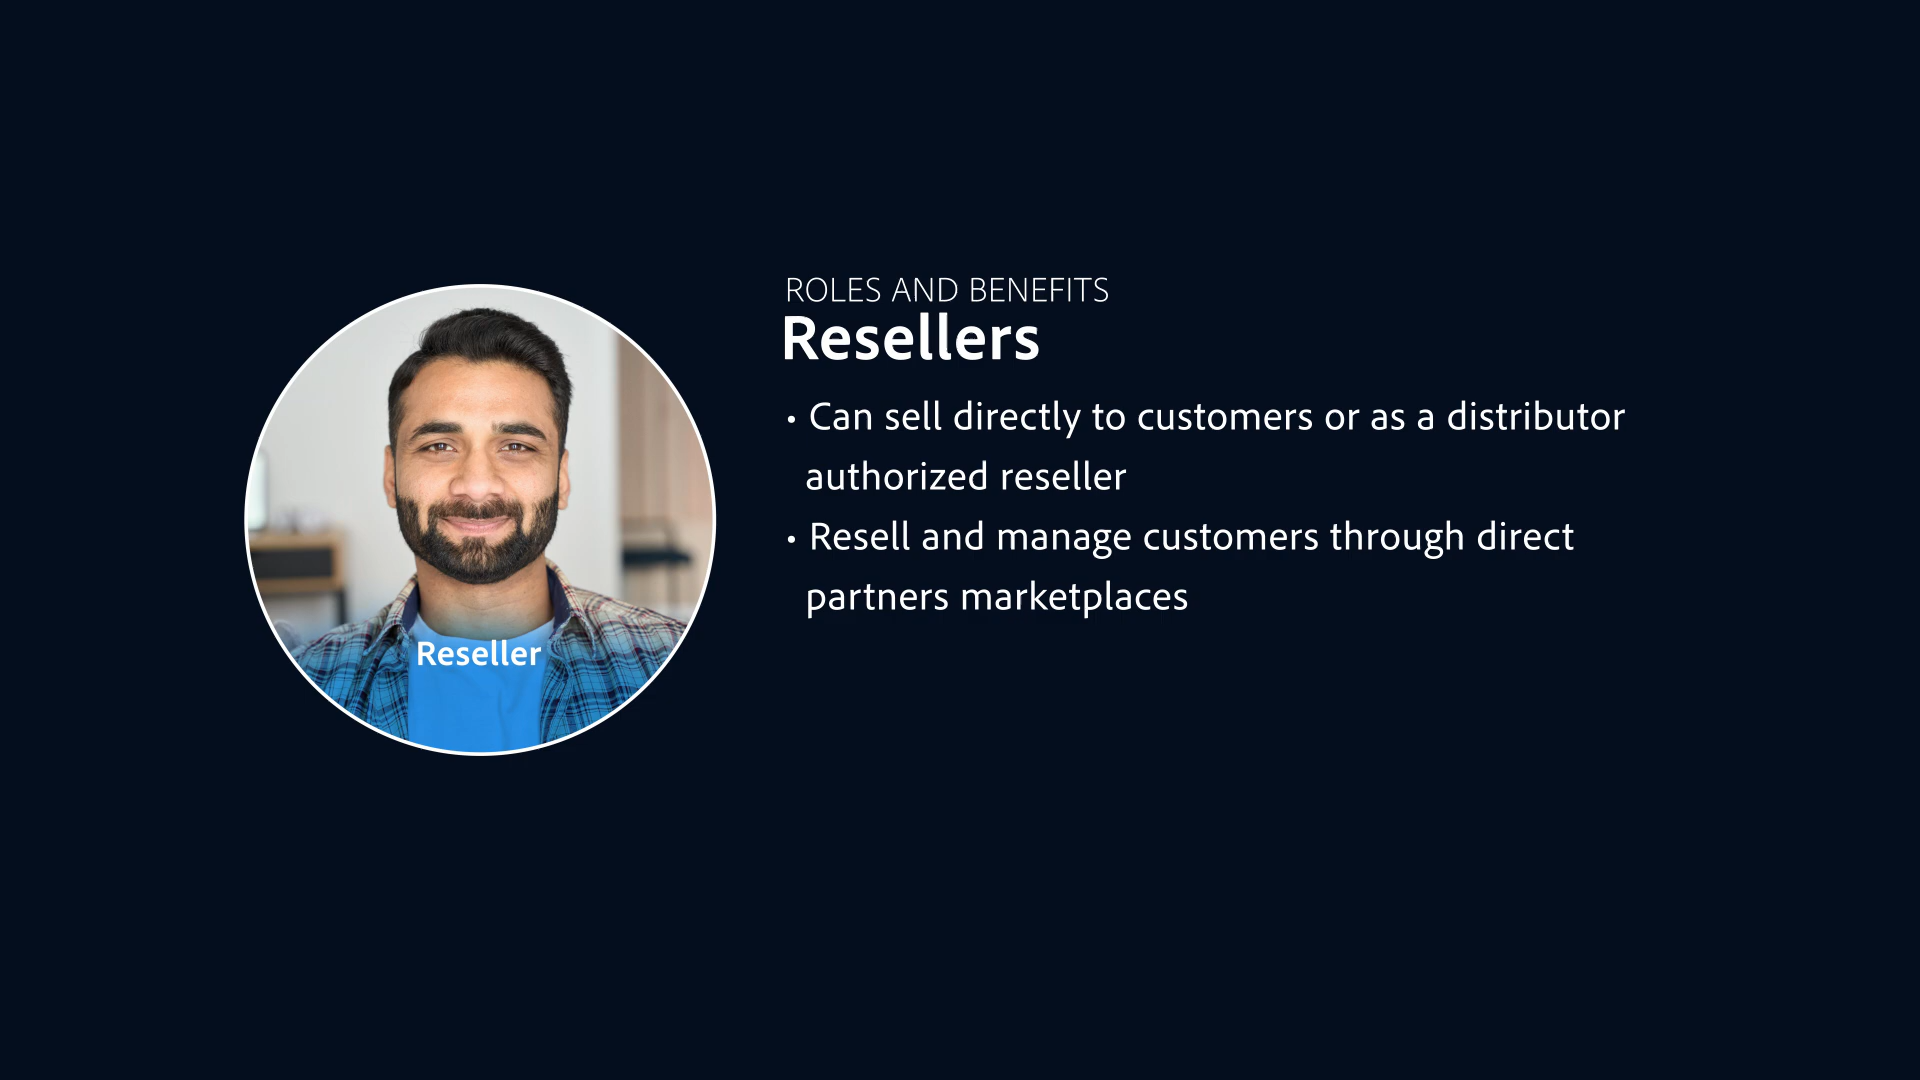 ROLES AND BENEFITS
Resellers
• Can sell directly to customers or as a distributor
authorized reseller
• Resell and manage customers through direct
partners marketplaces
Reseller